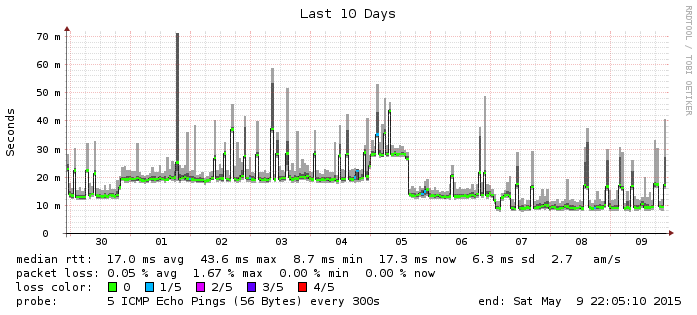 Last 10 Days
RRDTOOL / TOBI OETIKER
Seconds
70 m
60 m
50 m
40 m
30 m
20 m
10 m
0
30 01 02 03 04 05 06 07 08 09
median rtt: 17.0 ms avg 43.6 ms max 8.7 ms min 17.3 ms now 6.3 ms sd 2.7 am/s
packet loss: 0.05 % avg 1.67 % max 0.00 % min 0.00 % now
loss color: 0 1/5 2/5 3/5 4/5
probe: 5 ICMP Echo Pings (56 Bytes) every 300s end: Sat May 9 22:05:10 2015